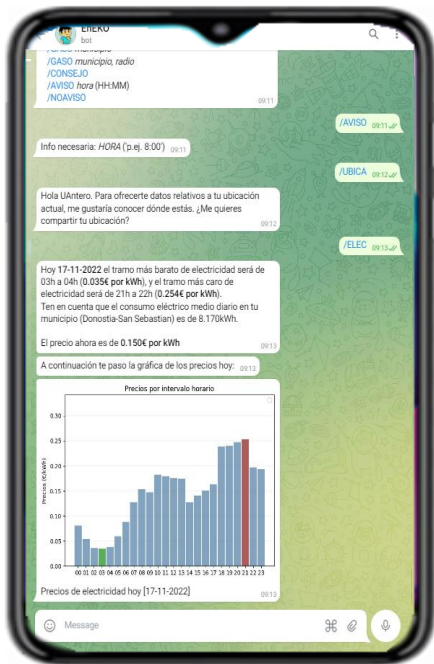 EneKo
bot
/GASO municipio
/GASO municipio, radio
/CONSEJO
/AVISO hora (HH:MM)
/NOAVISO
09:11
/AVISO 09:11
Info necesaria: HORA ('p.ej. 8:00') 09:11
/UBICA 09:12
Hola UAntero. Para ofrecerte datos relativos a tu ubicación
actual, me gustaría conocer dónde estás. ¿Me quieres
compartir tu ubicación?
09:12
/ELEC 09:13
Hoy 17-11-2022 el tramo más barato de electricidad será de
03h a 04h (0.035€ por kWh), y el tramo más caro de
electricidad será de 21h a 22h (0.254€ por kWh).
Ten en cuenta que el consumo eléctrico medio diario en tu
municipio (Donostia-San Sebastian) es de 8.170kWh.
El precio ahora es de 0.150€ por kWh
09:13
A continuación te paso la gráfica de los precios hoy: 09:13
Precios por intervalo horario
Precios (€/kWh)
0.30
0.25
0.20
0.15
0.10
0.05
0.00
00 01 02 03 04 05 06 07 08 09 10 11 12 13 14 15 16 17 18 19 20 21 22 23
Precios de electricidad hoy [17-11-2022]
09:13
Message